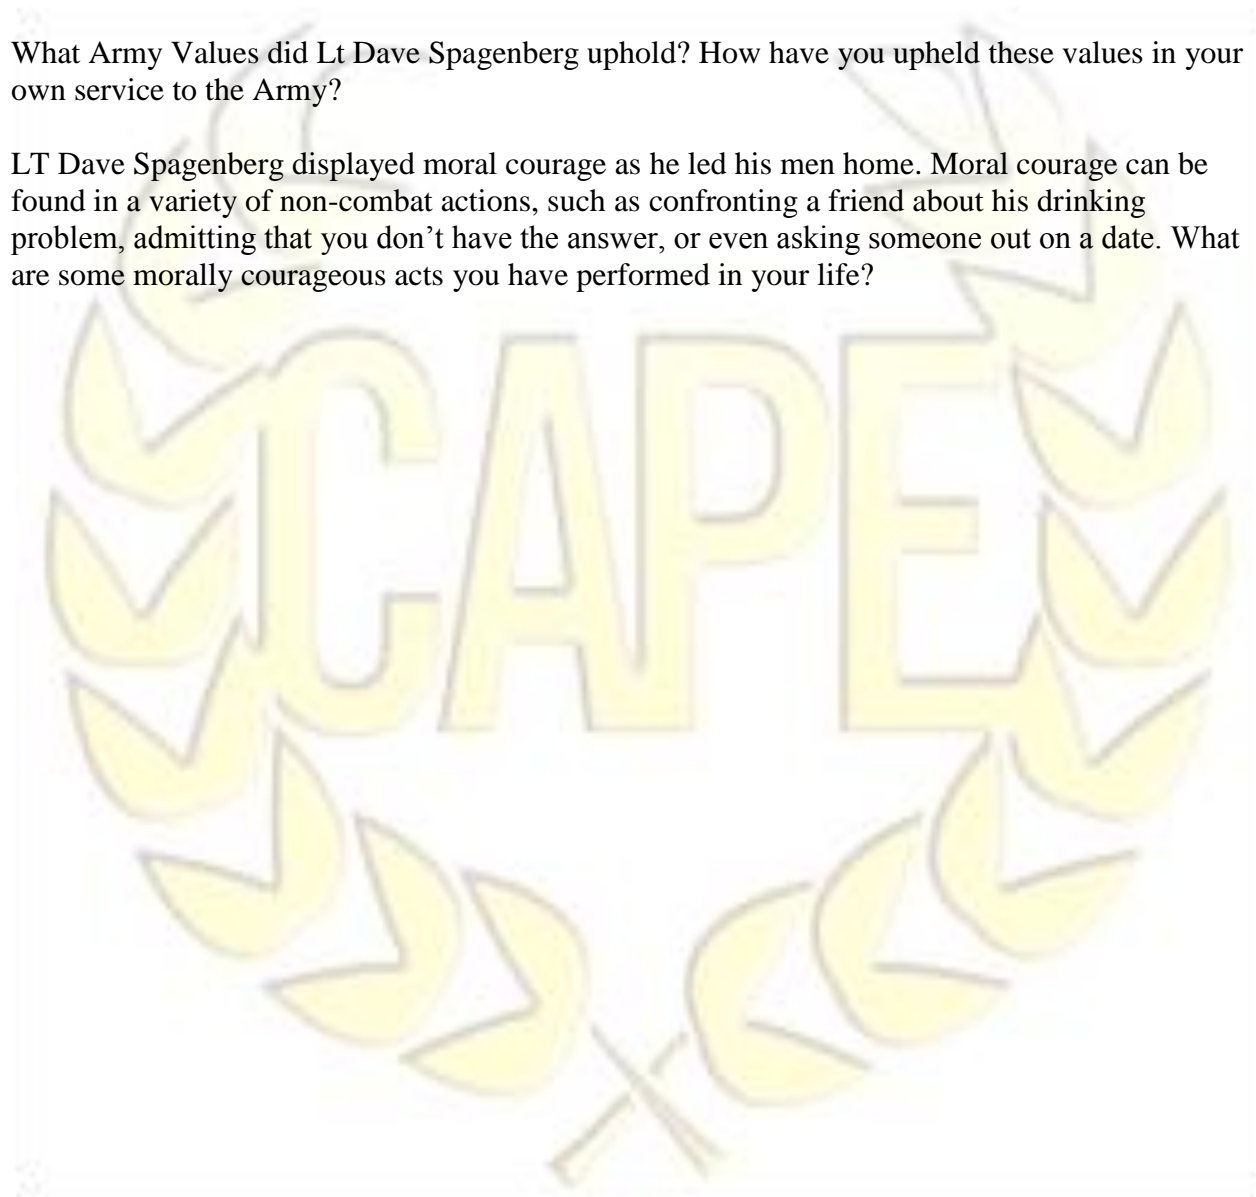 What Army Values did Lt Dave Spagenberg uphold? How have you upheld these values in your
own service to the Army?
LT Dave Spagenberg displayed moral courage as he led his men home. Moral courage can be
found in a variety of non-combat actions, such as confronting a friend about his drinking
problem, admitting that you don’t have the answer, or even asking someone out on a date. What
are some morally courageous acts you have performed in your life?
CAPE